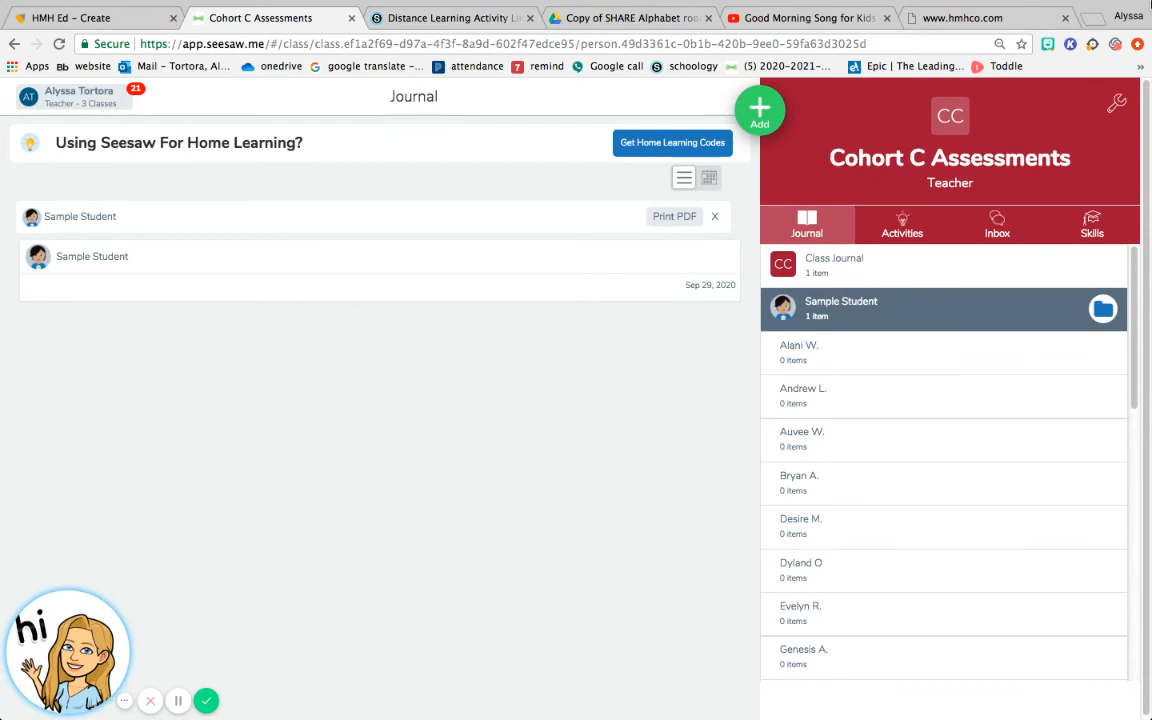 HMH Ed - Create
Cohort C Assessments
Distance Learning Activity Li
Copy of SHARE Alphabet roo
Good Morning Song for Kids
www.hmhco.com
Alyssa
Secure
https://app.seesaw.me/#/class/class.ef1a2f69-d97a-4f3f-8a9d-602f47edce95/person.49d3361c-0b1b-420b-9ee0-59fa63d3025d
Apps
Bb website
Mail - Tortora, Al...
onedrive
google translate -...
attendance
7 remind
Google call
schoology
(5) 2020-2021-...
Epic | The Leading...
Toddle
»
AT
Alyssa Tortora
Teacher - 3 Classes
21
Journal
Add
Using Seesaw For Home Learning?
Get Home Learning Codes
Sample Student
Print PDF X
Sample Student
Sep 29, 2020
hi
CC
Cohort C Assessments
Teacher
Journal
Activities
Inbox
Skills
CC
Class Journal
1 item
Sample Student
1 item
Alani W.
0 items
Andrew L.
0 items
Auvee W.
0 items
Bryan A.
0 items
Desire M.
0 items
Dyland O
0 items
Evelyn R.
0 items
Genesis A.
0 items